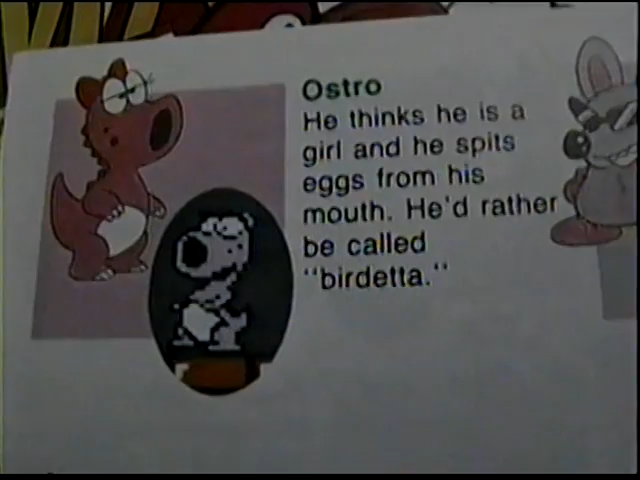 Ostro
He thinks he is a
girl and he spits
eggs from his
mouth. He'd rather
be called
"birdetta."